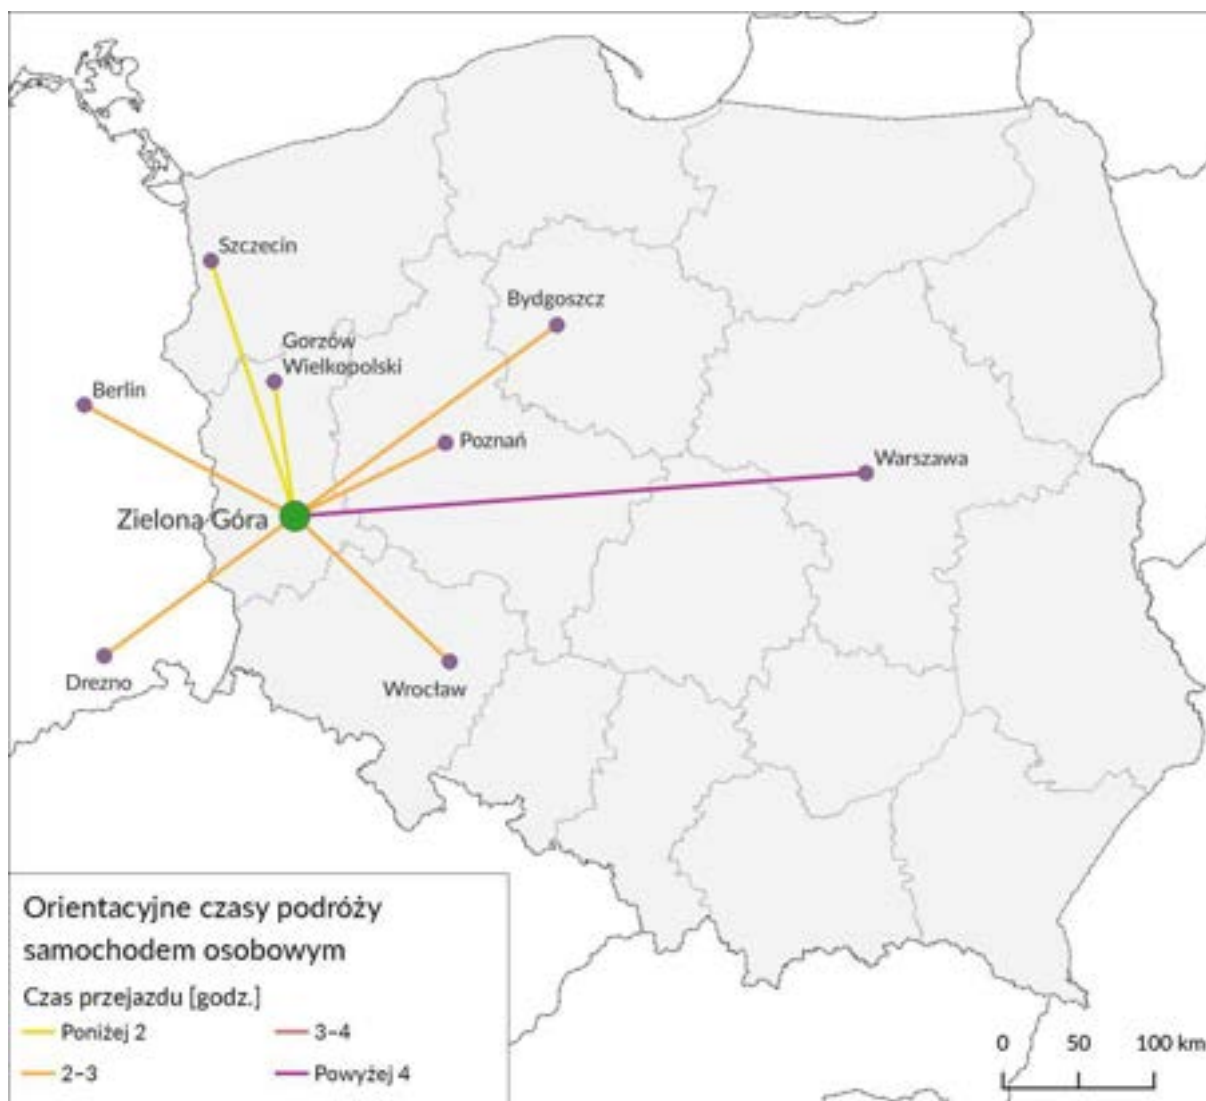 Szczecin
Bydgoszcz
Gorzów
Wielkopolski
Berlin
Poznań
Warszawa
Zielona Góra
Drezno
Wrocław
Orientacyjne czasy podróży
samochodem osobowym
Czas przejazdu [godz.]
Poniżej 2
3–4
2–3
Powyżej 4
0 50 100 km